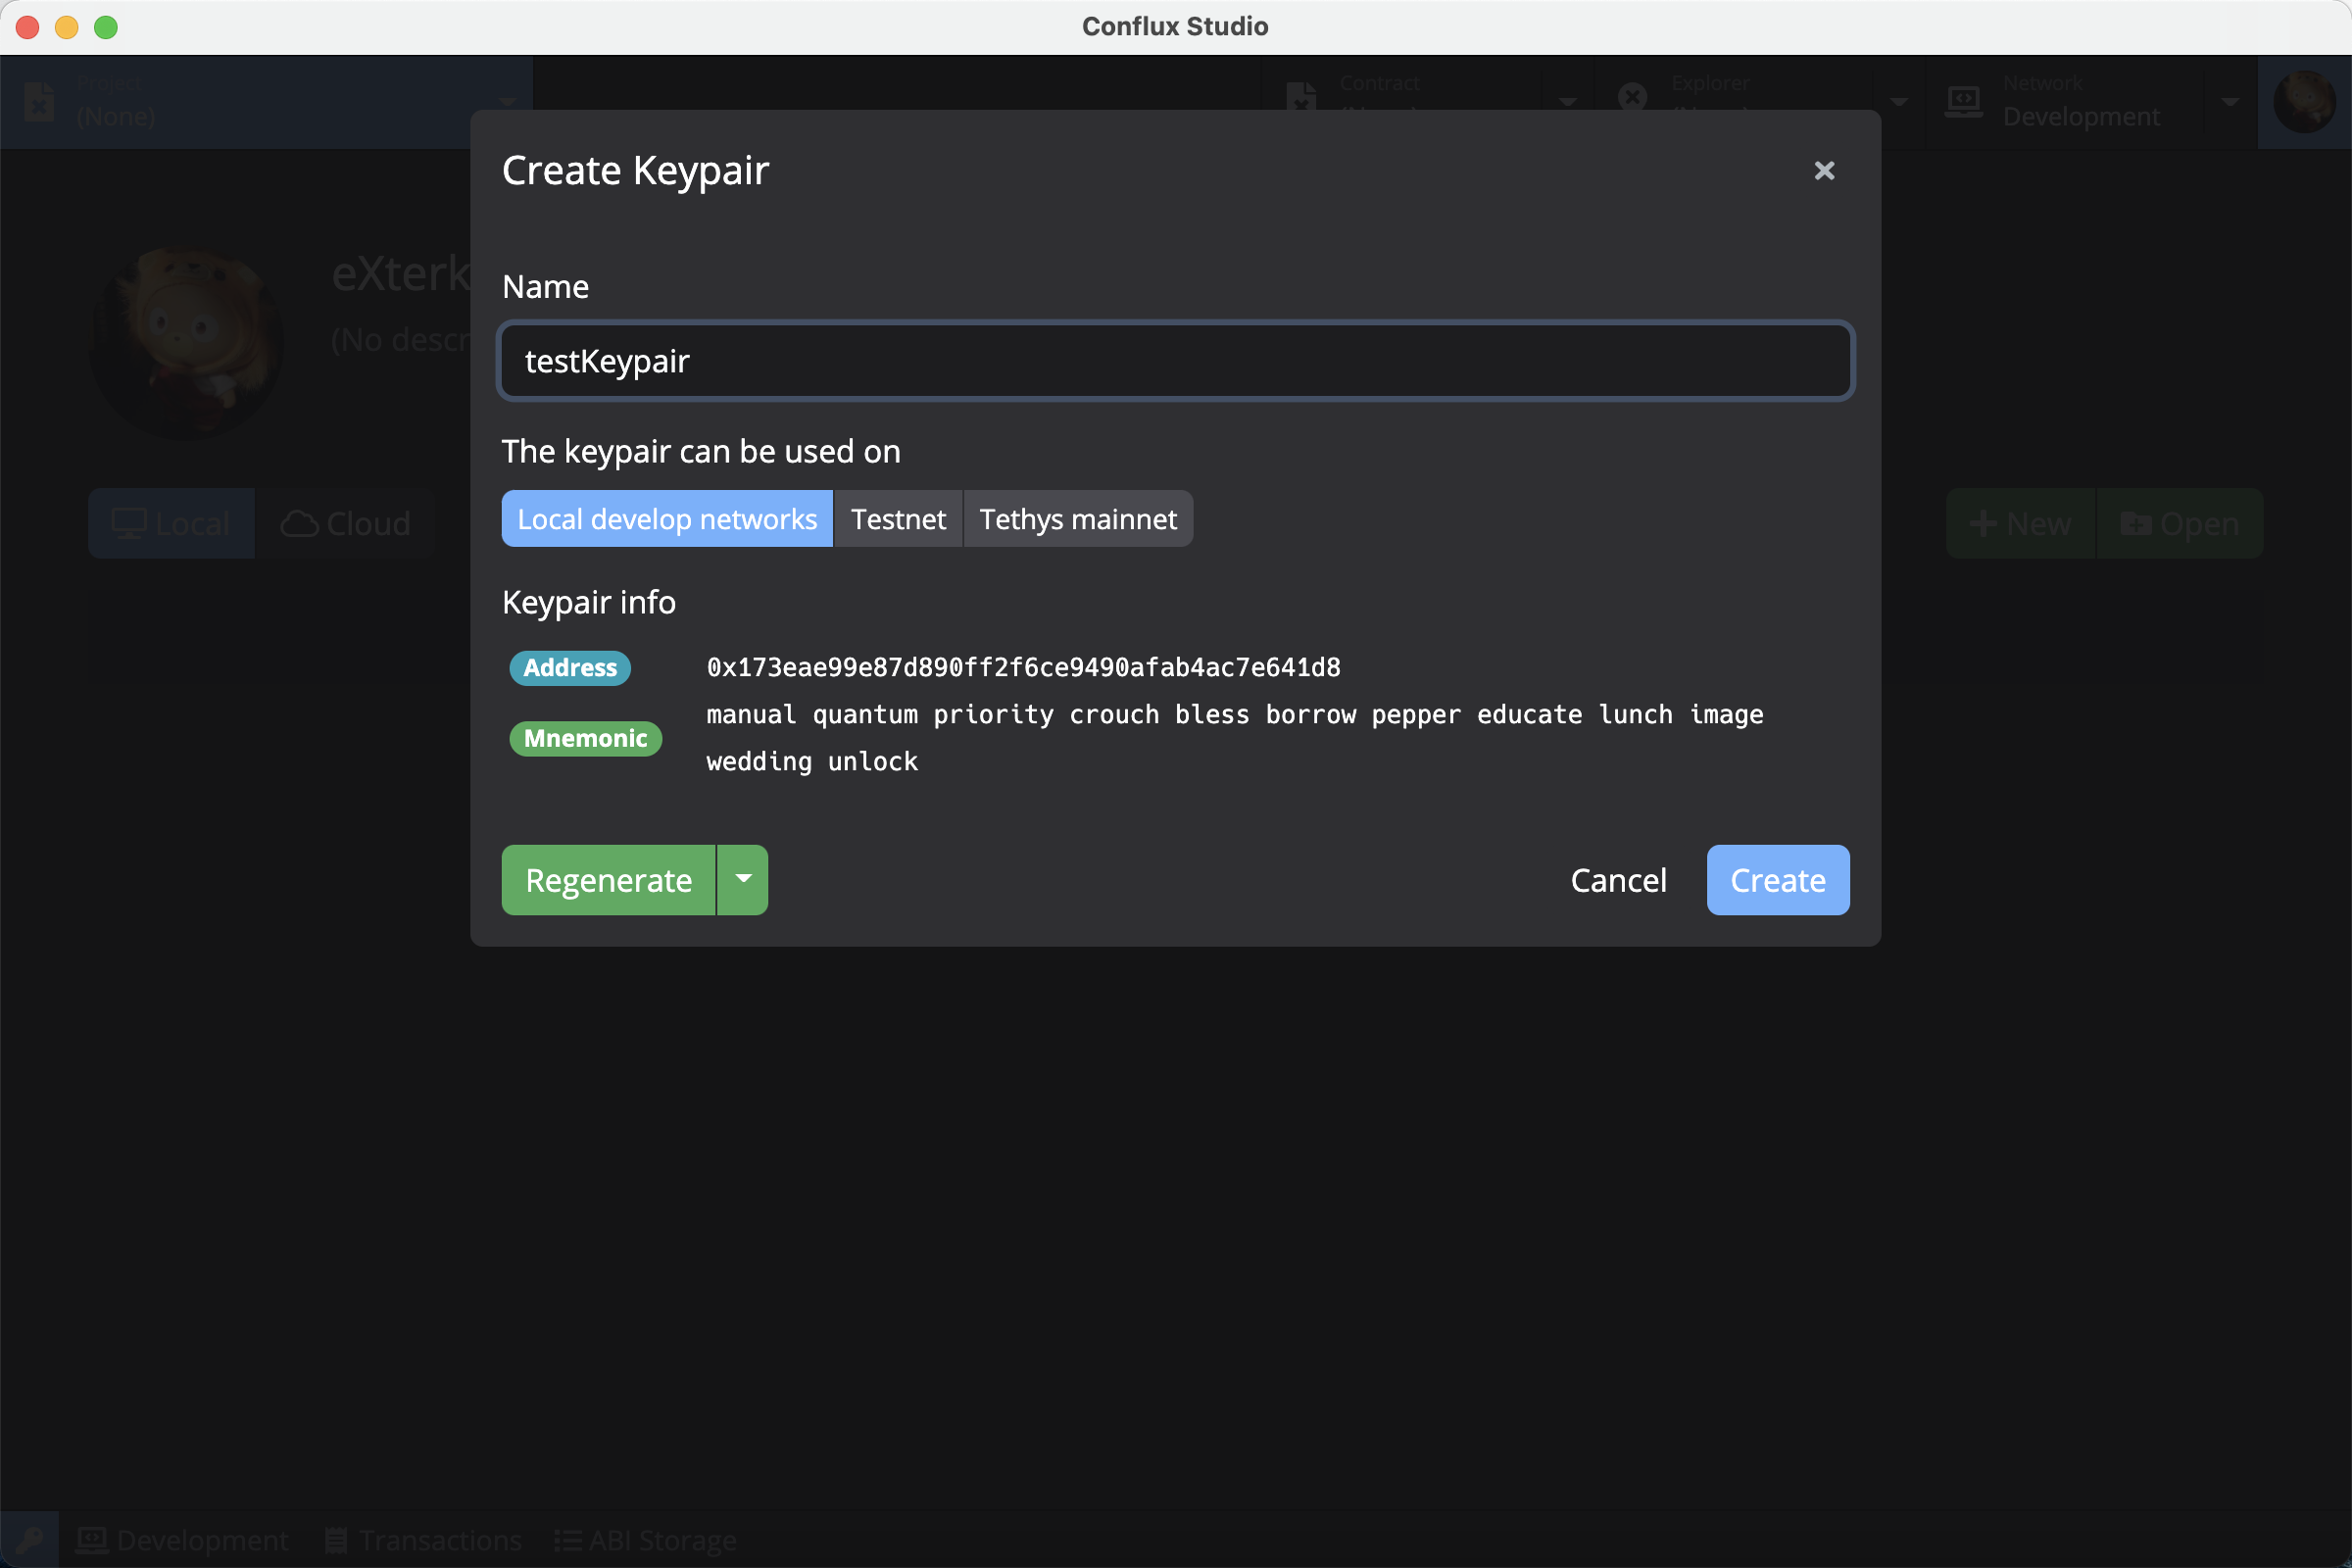 Conflux Studio
Project
(None)
Contract
Explorer
Network
Development
Create Keypair
eXterk
(No descr
Name
testKeypair
The keypair can be used on
Local develop networks Testnet Tethys mainnet
Local Cloud
New Open
Keypair info
Address 0x173eae99e87d890ff2f6ce9490afab4ac7e641d8
Mnemonic manual quantum priority crouch bless borrow pepper educate lunch image
wedding unlock
Regenerate Cancel Create
Development Transactions ABI Storage